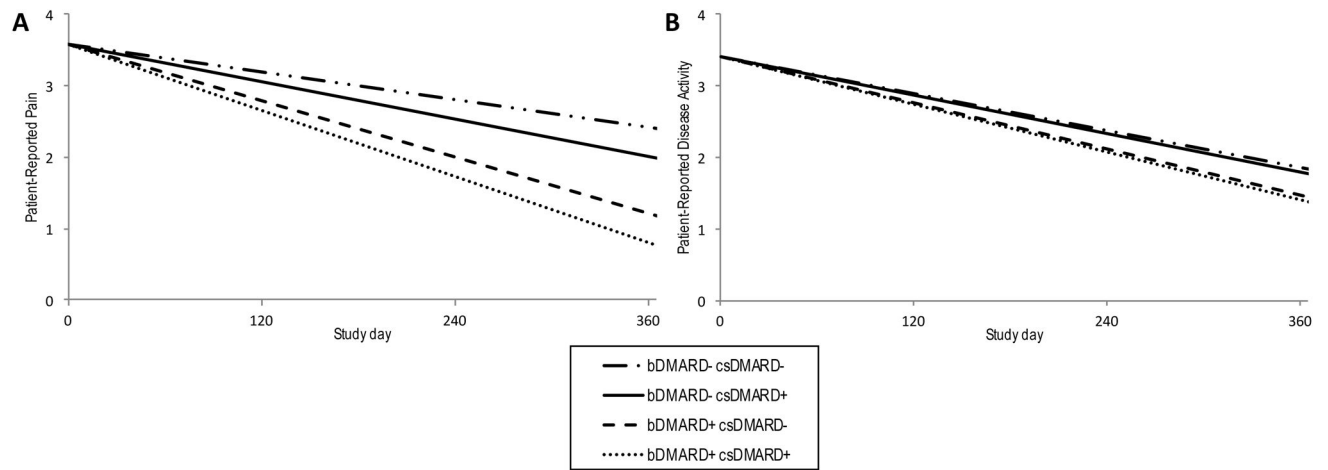 A
Patient-Reported Pain
4
3
2
1
0
0
120
240
360
Study day
B
Patient-Reported Disease Activity
4
3
2
1
0
0
120
240
360
Study day
bDMARD- csDMARD-
bDMARD- csDMARD+
bDMARD+ csDMARD-
bDMARD+ csDMARD+